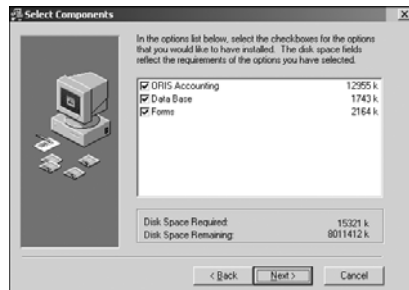 Select Components
In the options list below, select the checkboxes for the options
that you would like to have installed. The disk space fields
reflect the requirements of the options you have selected.
ORIS Accounting 12955 k
Data Base 1743 k
Forms 2164 k
Disk Space Required: 15321 k
Disk Space Remaining: 8011412 k
< Back Next > Cancel